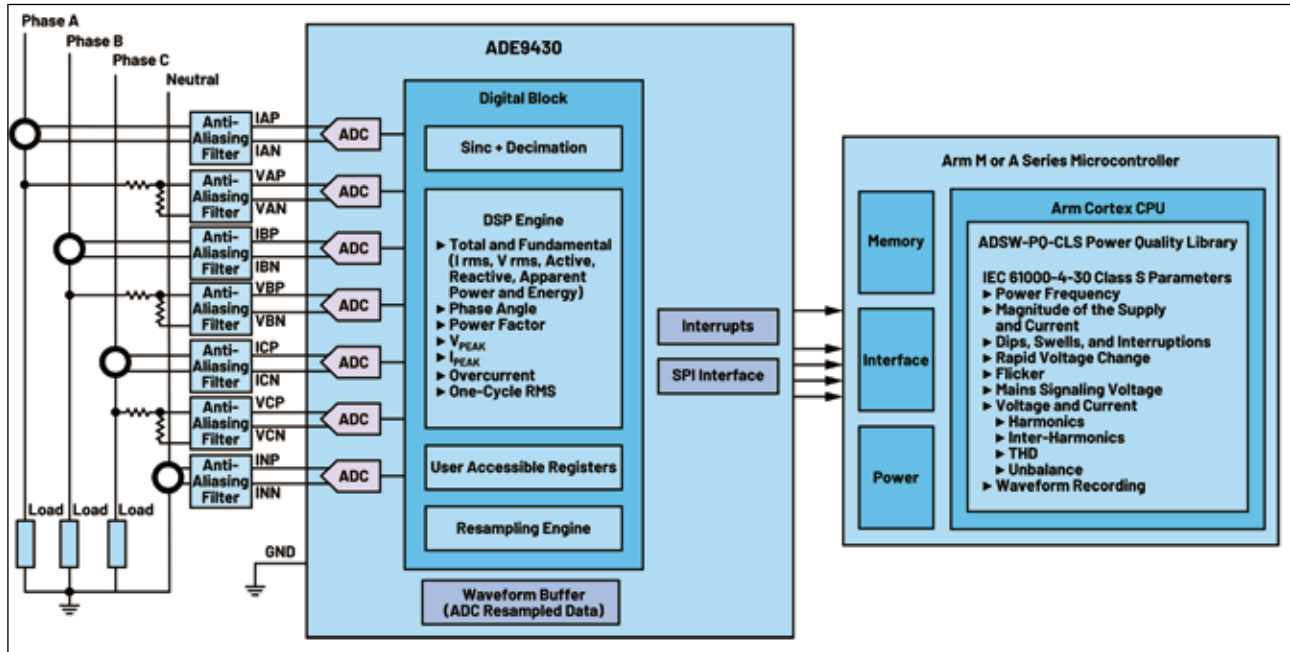 Phase A
Phase B
Phase C
Neutral
Anti-
Aliasing
Filter
IAP
IAN
ADC
Anti-
Aliasing
Filter
VAP
VAN
ADC
Anti-
Aliasing
Filter
IBP
IBN
ADC
Anti-
Aliasing
Filter
VBP
VBN
ADC
Anti-
Aliasing
Filter
ICP
ICN
ADC
Anti-
Aliasing
Filter
VCP
VCN
ADC
Anti-
Aliasing
Filter
INP
INN
ADC
Load
Load
Load
GND
ADE9430
Digital Block
Sinc + Decimation
DSP Engine
► Total and Fundamental
(I rms, V rms, Active,
Reactive, Apparent
Power and Energy)
► Phase Angle
► Power Factor
► VPEAK
► IPEAK
► Overcurrent
► One-Cycle RMS
User Accessible Registers
Resampling Engine
Waveform Buffer
(ADC Resampled Data)
Interrupts
SPI Interface
Arm M or A Series Microcontroller
Memory
Interface
Power
Arm Cortex CPU
ADSW-PQ-CLS Power Quality Library
IEC 61000-4-30 Class S Parameters
► Power Frequency
► Magnitude of the Supply
and Current
► Dips, Swells, and Interruptions
► Rapid Voltage Change
► Flicker
► Mains Signaling Voltage
► Voltage and Current
► Harmonics
► Inter-Harmonics
► THD
► Unbalance
► Waveform Recording